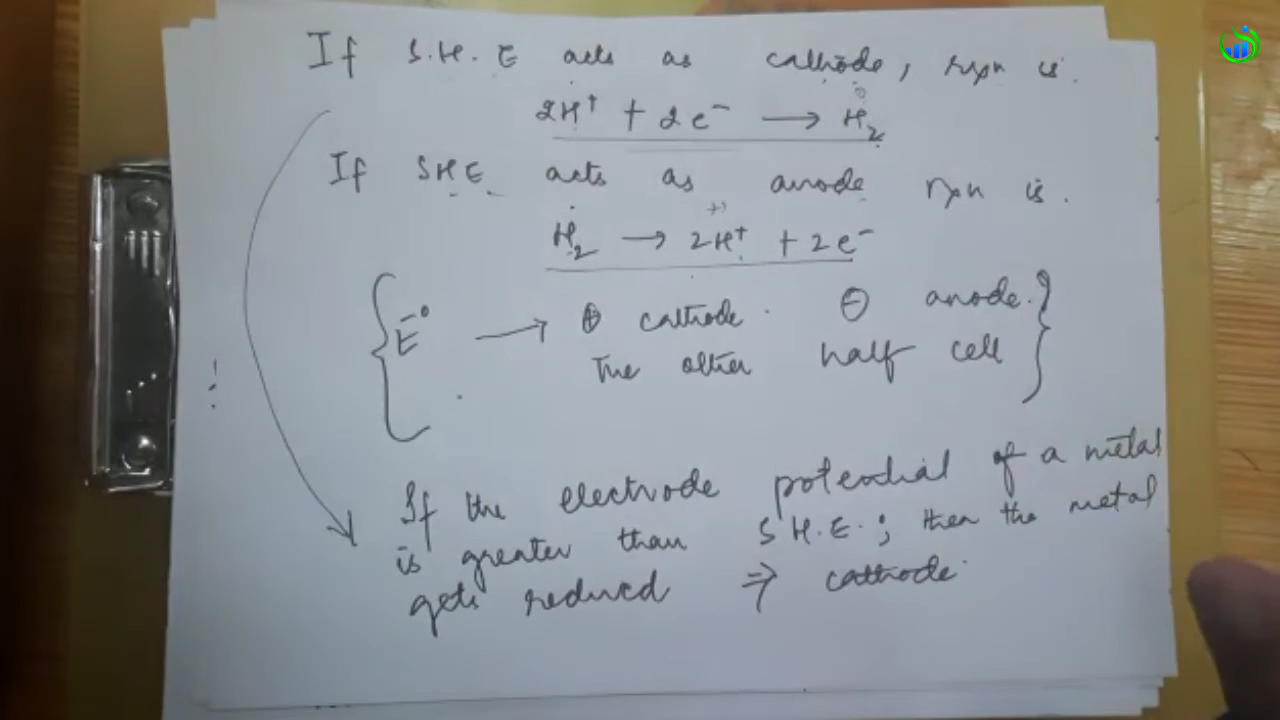 If S.H.E acts as cathode, rxn is.
2H⁺ + 2e⁻ → H₂
If SHE acts as anode rxn is.
H₂ → 2H⁺ + 2e⁻
E° → ⊕ cathode. ⊖ anode.
The other half cell
If the electrode potential of a metal
is greater than S.H.E.; then the metal
gets reduced ⇒ cathode.